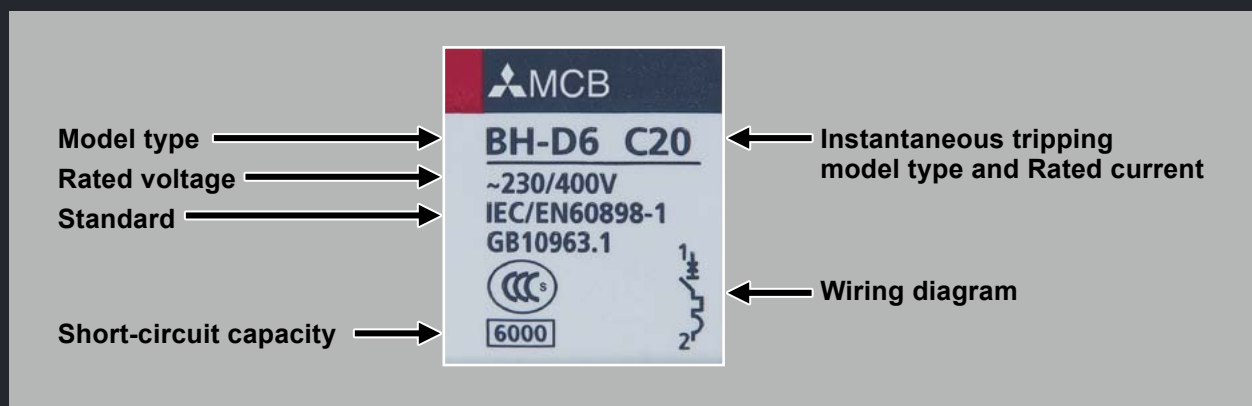 MCB
Model type
BH-D6 C20
Instantaneous tripping
model type and Rated current
Rated voltage
~230/400V
Standard
IEC/EN60898-1
GB10963.1
CCC S
1
Wiring diagram
Short-circuit capacity
6000
2